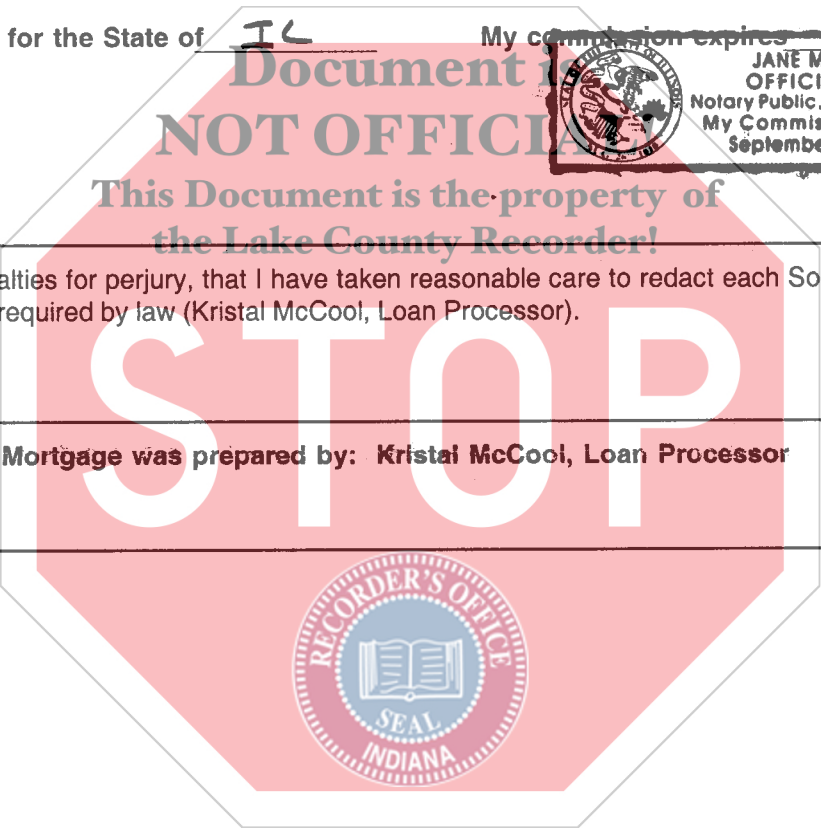 for the State of IL My commission expires
JANE M
OFFICI
Notary Public,
My Commis
Septembe
Document is
NOT OFFICIAL!
This Document is the property of
the Lake County Recorder!
alties for perjury, that I have taken reasonable care to redact each So
required by law (Kristal McCool, Loan Processor).
STOP
Mortgage was prepared by: Kristal McCool, Loan Processor
RECORDER'S OFFICE
SEAL
INDIANA